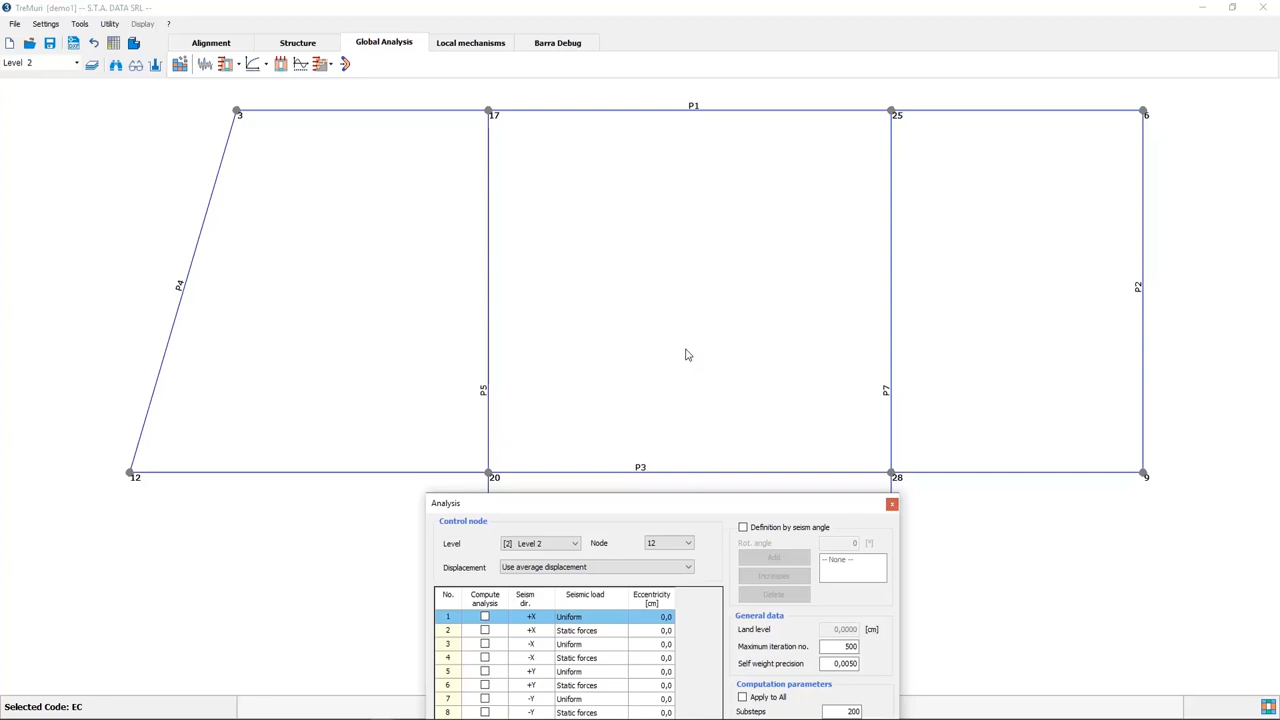 TreMuri [demo1] -- S.T.A. DATA SRL --
File Settings Tools Utility Display ?
Alignment Structure Global Analysis Local mechanisms Barra Debug
Level 2
P1
3 17 25 6
P4 P2
P5 P7
P3
12 20 28 9
Analysis
Control node
Definition by seism angle
Level [2] Level 2 Node 12
Rot. angle 0 [°]
Add -- None --
Displacement Use average displacement
Increases
Delete
No. Compute analysis Seism dir. Seismic load Eccentricity [cm]
1 +X Uniform 0,0
2 +X Static forces 0,0
3 -X Uniform 0,0
4 -X Static forces 0,0
5 +Y Uniform 0,0
6 +Y Static forces 0,0
7 -Y Uniform 0,0
8 -Y Static forces 0,0
General data
Land level 0,0000 [cm]
Maximum iteration no. 500
Self weight precision 0,0050
Computation parameters
Apply to All
Substeps 200
Selected Code: EC